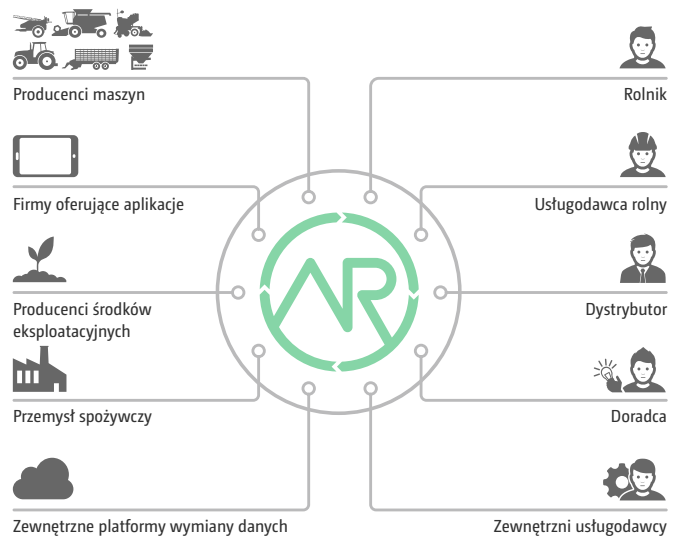 Producenci maszyn
Rolnik
Firmy oferujące aplikacje
Usługodawca rolny
Producenci środków
eksploatacyjnych
Dystrybutor
Przemysł spożywczy
Doradca
Zewnętrzne platformy wymiany danych
Zewnętrzni usługodawcy
AR